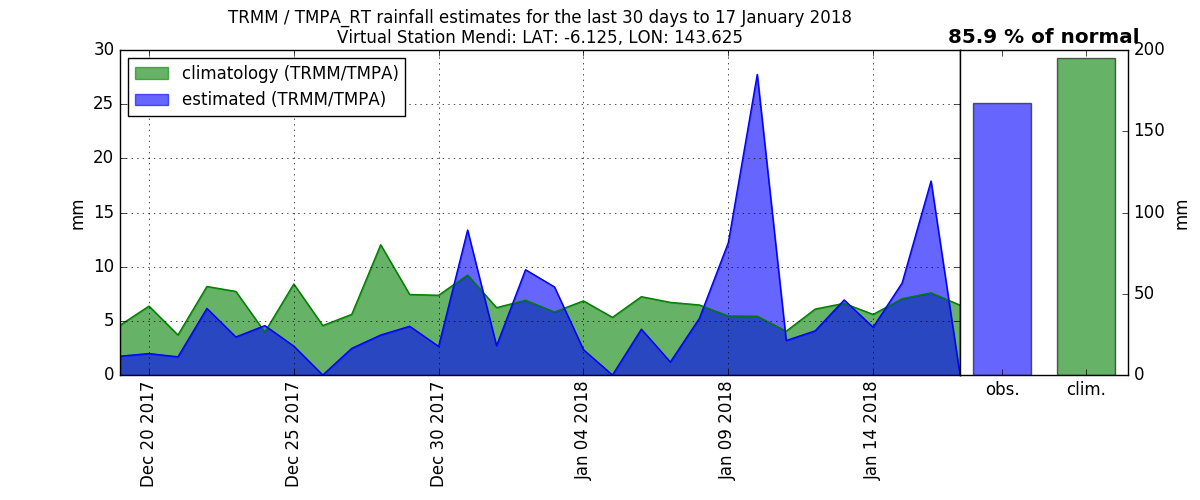 TRMM / TMPA_RT rainfall estimates for the last 30 days to 17 January 2018
Virtual Station Mendi: LAT: -6.125, LON: 143.625
85.9 % of normal
climatology (TRMM/TMPA)
estimated (TRMM/TMPA)
30
25
20
15
10
5
0
mm
Dec 20 2017
Dec 25 2017
Dec 30 2017
Jan 04 2018
Jan 09 2018
Jan 14 2018
obs.
clim.
200
150
100
50
0
mm